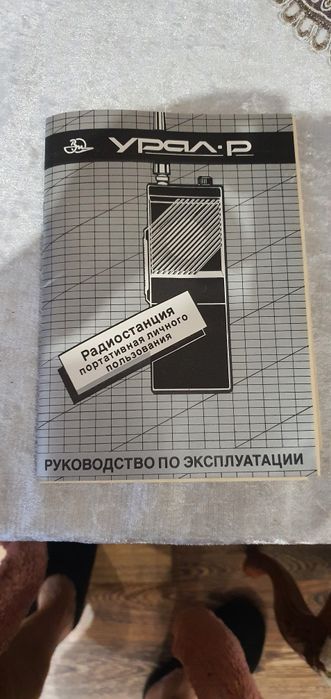 УРАЛ-Р
Радиостанция
портативная личного
пользования
РУКОВОДСТВО ПО ЭКСПЛУАТАЦИИ